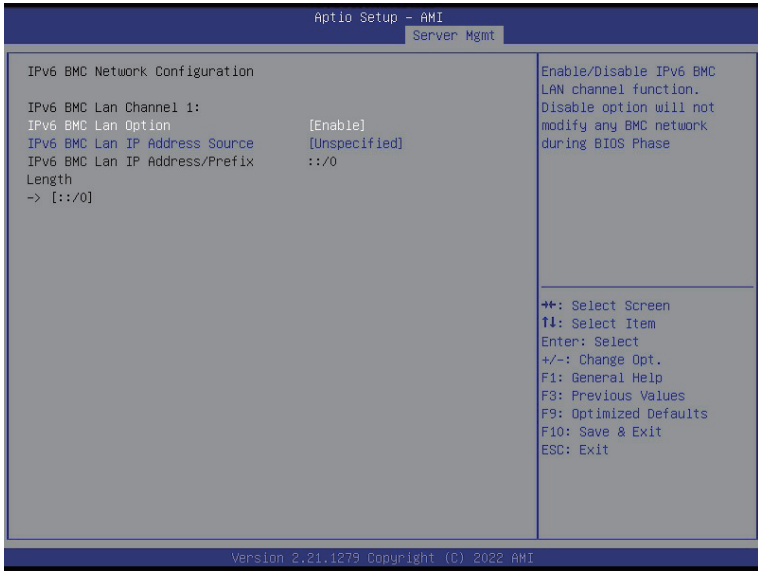 Aptio Setup – AMI
Server Mgmt
IPv6 BMC Network Configuration
IPv6 BMC Lan Channel 1:
IPv6 BMC Lan Option [Enable]
IPv6 BMC Lan IP Address Source [Unspecified]
IPv6 BMC Lan IP Address/Prefix ::/0
Length
-> [::/0]
Enable/Disable IPv6 BMC
LAN channel function.
Disable option will not
modify any BMC network
during BIOS Phase
→←: Select Screen
↑↓: Select Item
Enter: Select
+/-: Change Opt.
F1: General Help
F3: Previous Values
F9: Optimized Defaults
F10: Save & Exit
ESC: Exit
Version 2.21.1279 Copyright (C) 2022 AMI